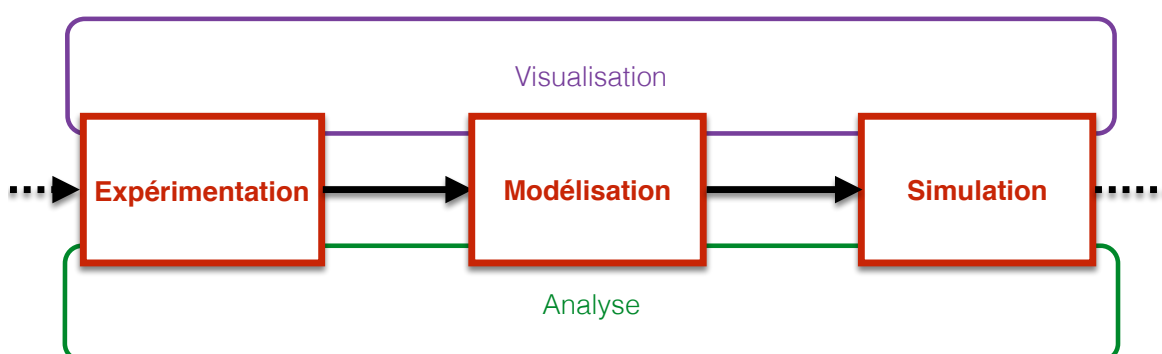 Visualisation
Expérimentation
Modélisation
Simulation
Analyse